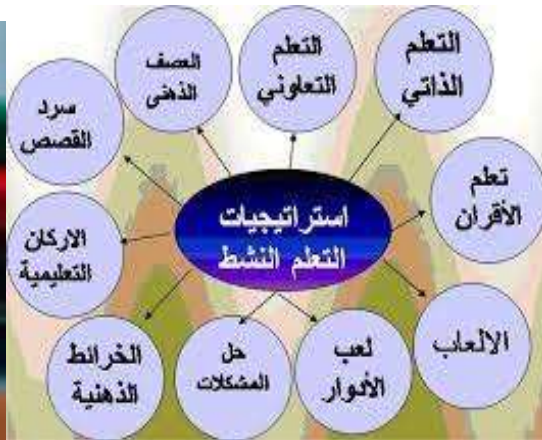 استراتيجيات
التعلم النشط
التعلم
الذاتي
التعلم
التعاوني
العصف
الذهنى
سرد
القصص
الاركان
التعليمية
الخرائط
الذهنية
حل
المشكلات
لعب
الأدوار
الالعاب
تعلم
الأقران